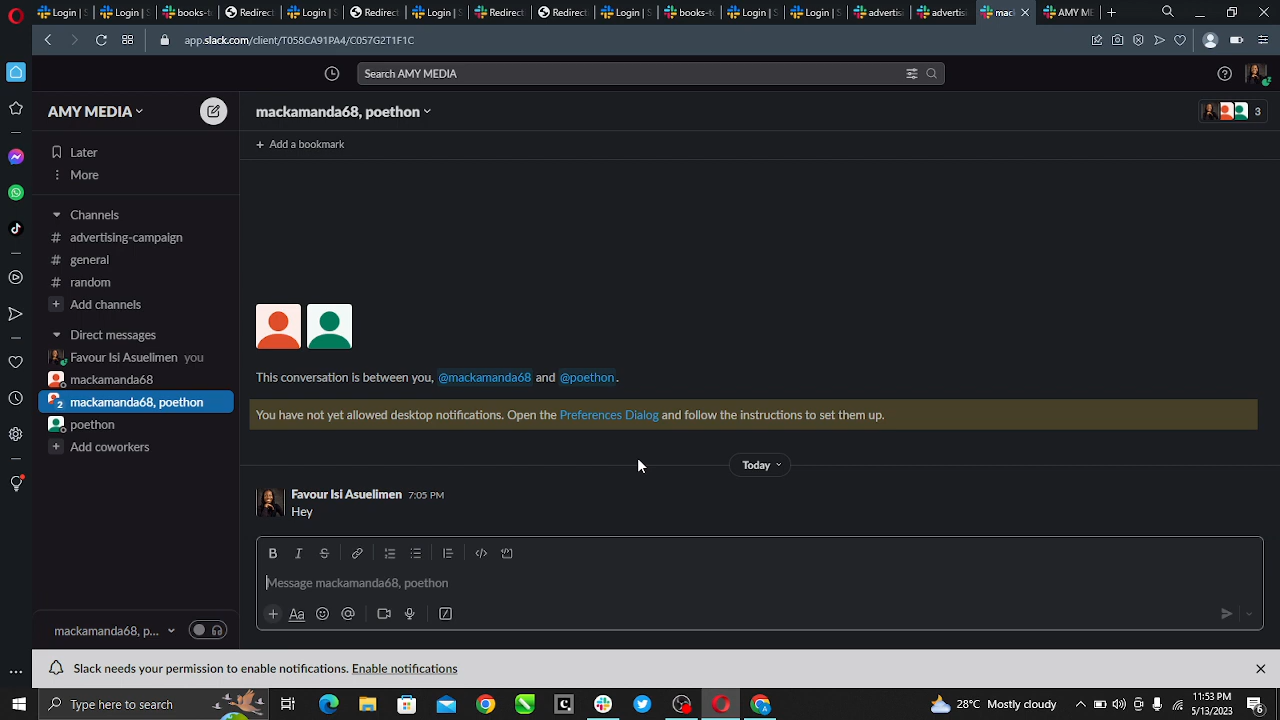 Login | S
Login | S
books-to
Redirect
Login | S
Redirect
Login | S
Redirect
Redirect
Login | S
books-to
Login | S
Login | S
advertis
advertis
mac
AMY ME
app.slack.com/client/T058CA91PA4/C057G2T1F1C
Search AMY MEDIA
AMY MEDIA
mackamanda68, poethon
3
Add a bookmark
Later
More
Channels
# advertising-campaign
# general
# random
+ Add channels
Direct messages
Favour Isi Asuelimen you
mackamanda68
2 mackamanda68, poethon
poethon
+ Add coworkers
This conversation is between you, @mackamanda68 and @poethon.
You have not yet allowed desktop notifications. Open the Preferences Dialog and follow the instructions to set them up.
Today
Favour Isi Asuelimen 7:05 PM
Hey
Message mackamanda68, poethon
mackamanda68, p...
Slack needs your permission to enable notifications. Enable notifications
Type here to search
28°C Mostly cloudy
11:53 PM
5/13/2023
6